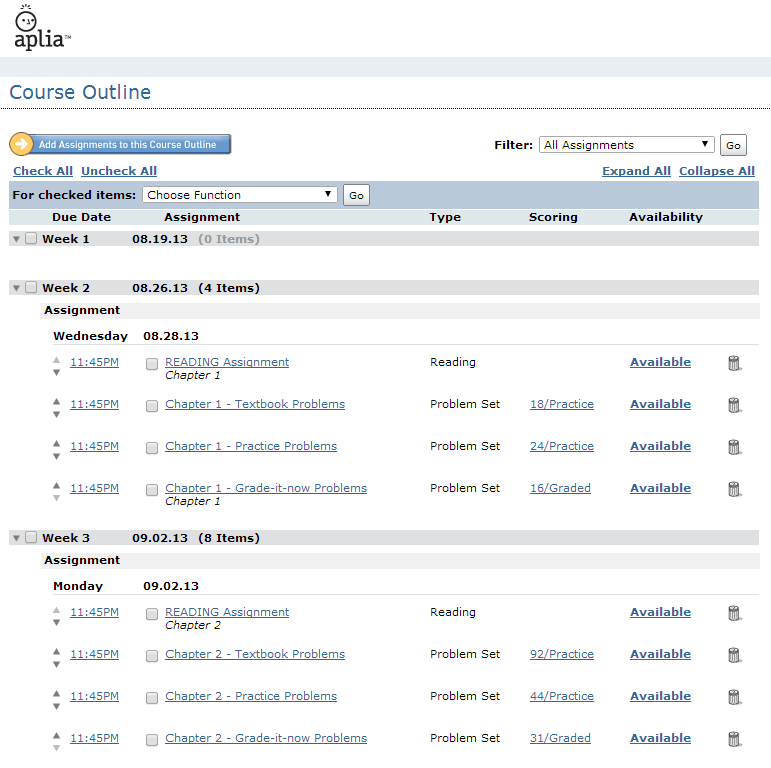 aplia™
Course Outline
Add Assignments to this Course Outline Filter: All Assignments Go
Check All Uncheck All Expand All Collapse All
For checked items: Choose Function Go
Due Date Assignment Type Scoring Availability
Week 1 08.19.13 (0 Items)
Week 2 08.26.13 (4 Items)
Assignment
Wednesday 08.28.13
11:45PM READING Assignment Reading Available
Chapter 1
11:45PM Chapter 1 - Textbook Problems Problem Set 18/Practice Available
11:45PM Chapter 1 - Practice Problems Problem Set 24/Practice Available
11:45PM Chapter 1 - Grade-it-now Problems Problem Set 16/Graded Available
Chapter 1
Week 3 09.02.13 (8 Items)
Assignment
Monday 09.02.13
11:45PM READING Assignment Reading Available
Chapter 2
11:45PM Chapter 2 - Textbook Problems Problem Set 92/Practice Available
11:45PM Chapter 2 - Practice Problems Problem Set 44/Practice Available
11:45PM Chapter 2 - Grade-it-now Problems Problem Set 31/Graded Available